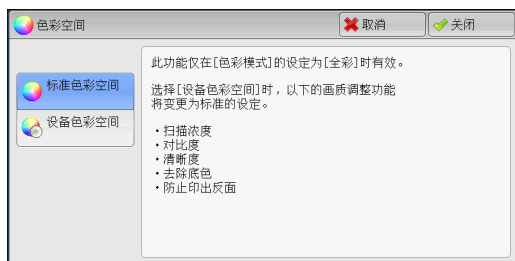 色彩空间
取消
关闭
标准色彩空间
设备色彩空间
此功能仅在[色彩模式]的设定为[全彩]时有效。
选择[设备色彩空间]时，以下的画质调整功能
将变更为标准的设定。
・扫描浓度
・对比度
・清晰度
・去除底色
・防止印出反面